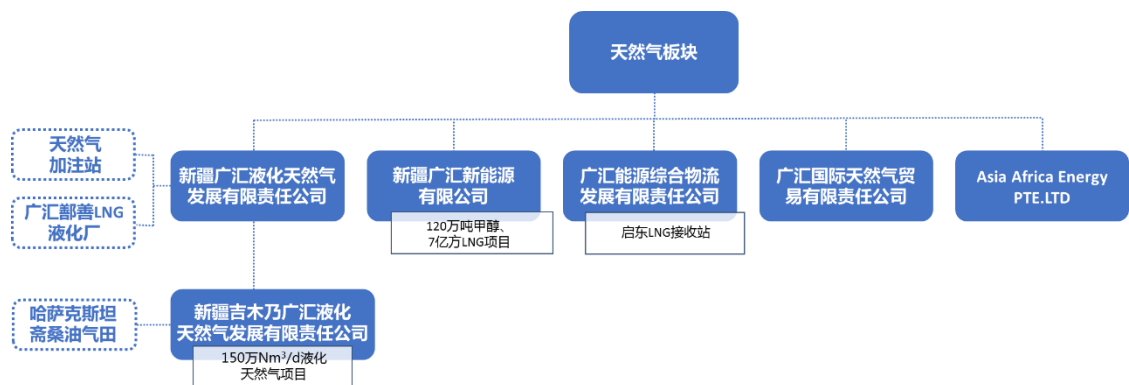 天然气板块
天然气
加注站
广汇鄯善LNG
液化厂
新疆广汇液化天然气
发展有限责任公司
新疆广汇新能源
有限公司
120万吨甲醇、
7亿方LNG项目
广汇能源综合物流
发展有限责任公司
启东LNG接收站
广汇国际天然气贸
易有限责任公司
Asia Africa Energy
PTE.LTD
哈萨克斯坦
斋桑油气田
新疆吉木乃广汇液化
天然气发展有限责任公司
150万Nm³/d液化
天然气项目